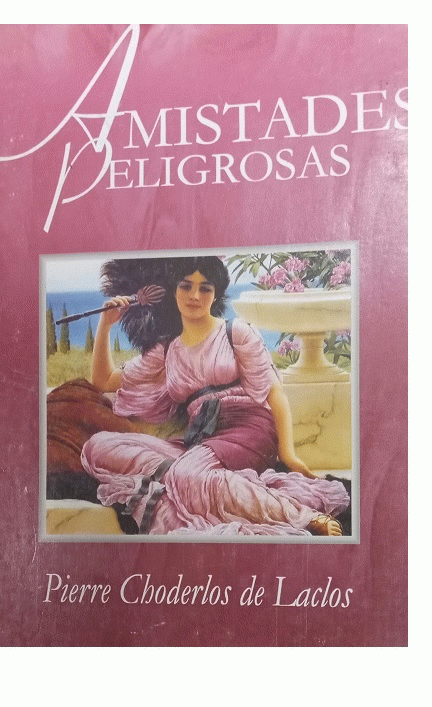 AMISTADES
PELIGROSAS
Pierre Choderlos de Laclos